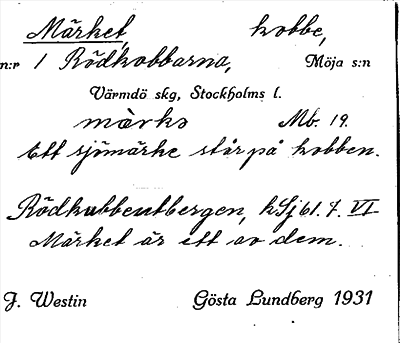 Märket, kobbe,
n:r 1 Rödkobbarna, Möja s:n
Värmdö skg, Stockholms l.
märkə Mb. 19.
Ett sjömärke står på kobben.
Rödkubbeutbergen, kSj 61.7. VI
Märket är ett av dem.
J. Westin Gösta Lundberg 1931